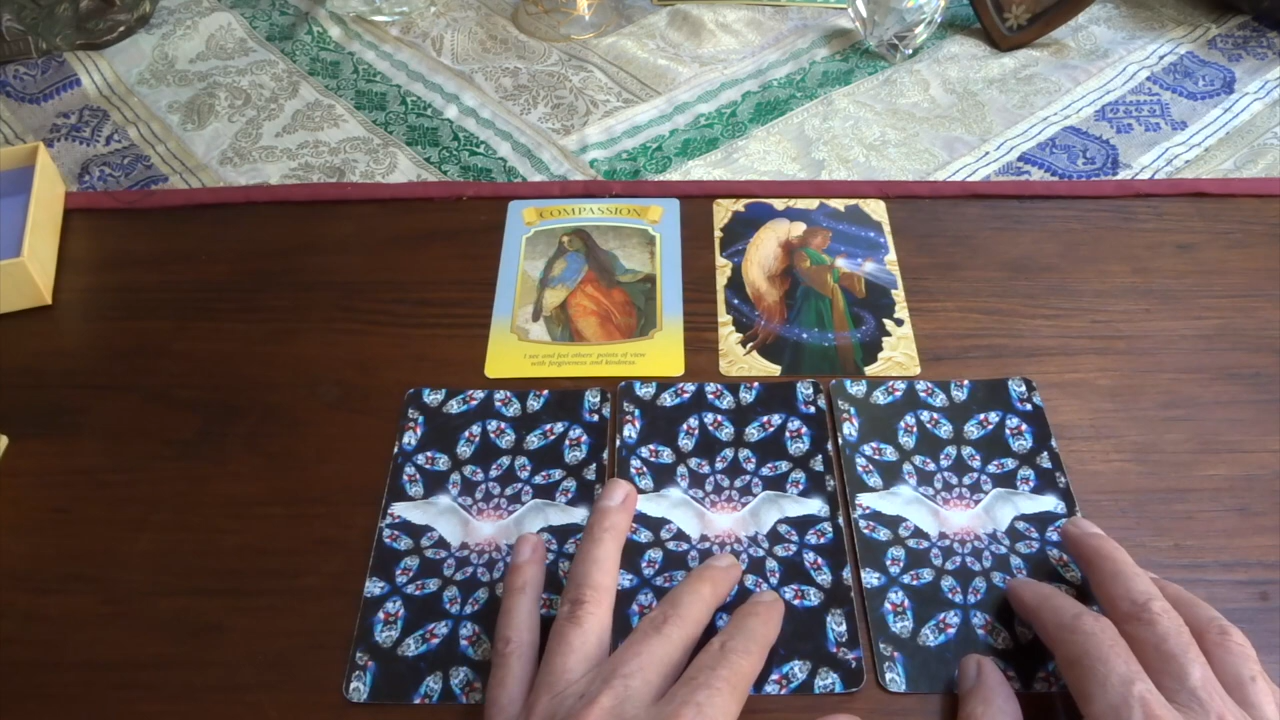 COMPASSION
I see and feel others' points of view
with forgiveness and kindness.